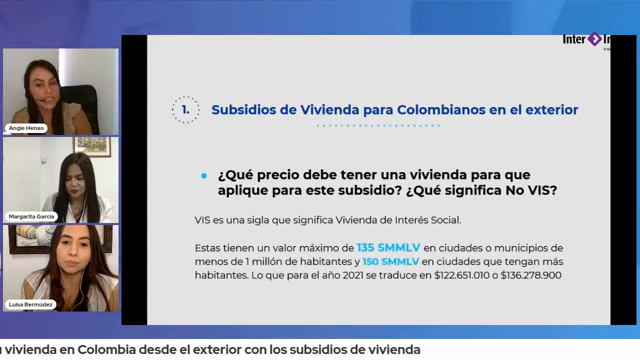 Inter In
1.
Subsidios de Vivienda para Colombianos en el exterior
¿Qué precio debe tener una vivienda para que
aplique para este subsidio? ¿Qué significa No VIS?
VIS es una sigla que significa Vivienda de Interés Social.
Estas tienen un valor máximo de 135 SMMLV en ciudades o municipios de
menos de 1 millón de habitantes y 150 SMMLV en ciudades que tengan más
habitantes. Lo que para el año 2021 se traduce en $122.651.010 o $136.278.900
Angie Henao
Margarita García
Luisa Bermúdez
vivienda en Colombia desde el exterior con los subsidios de vivienda